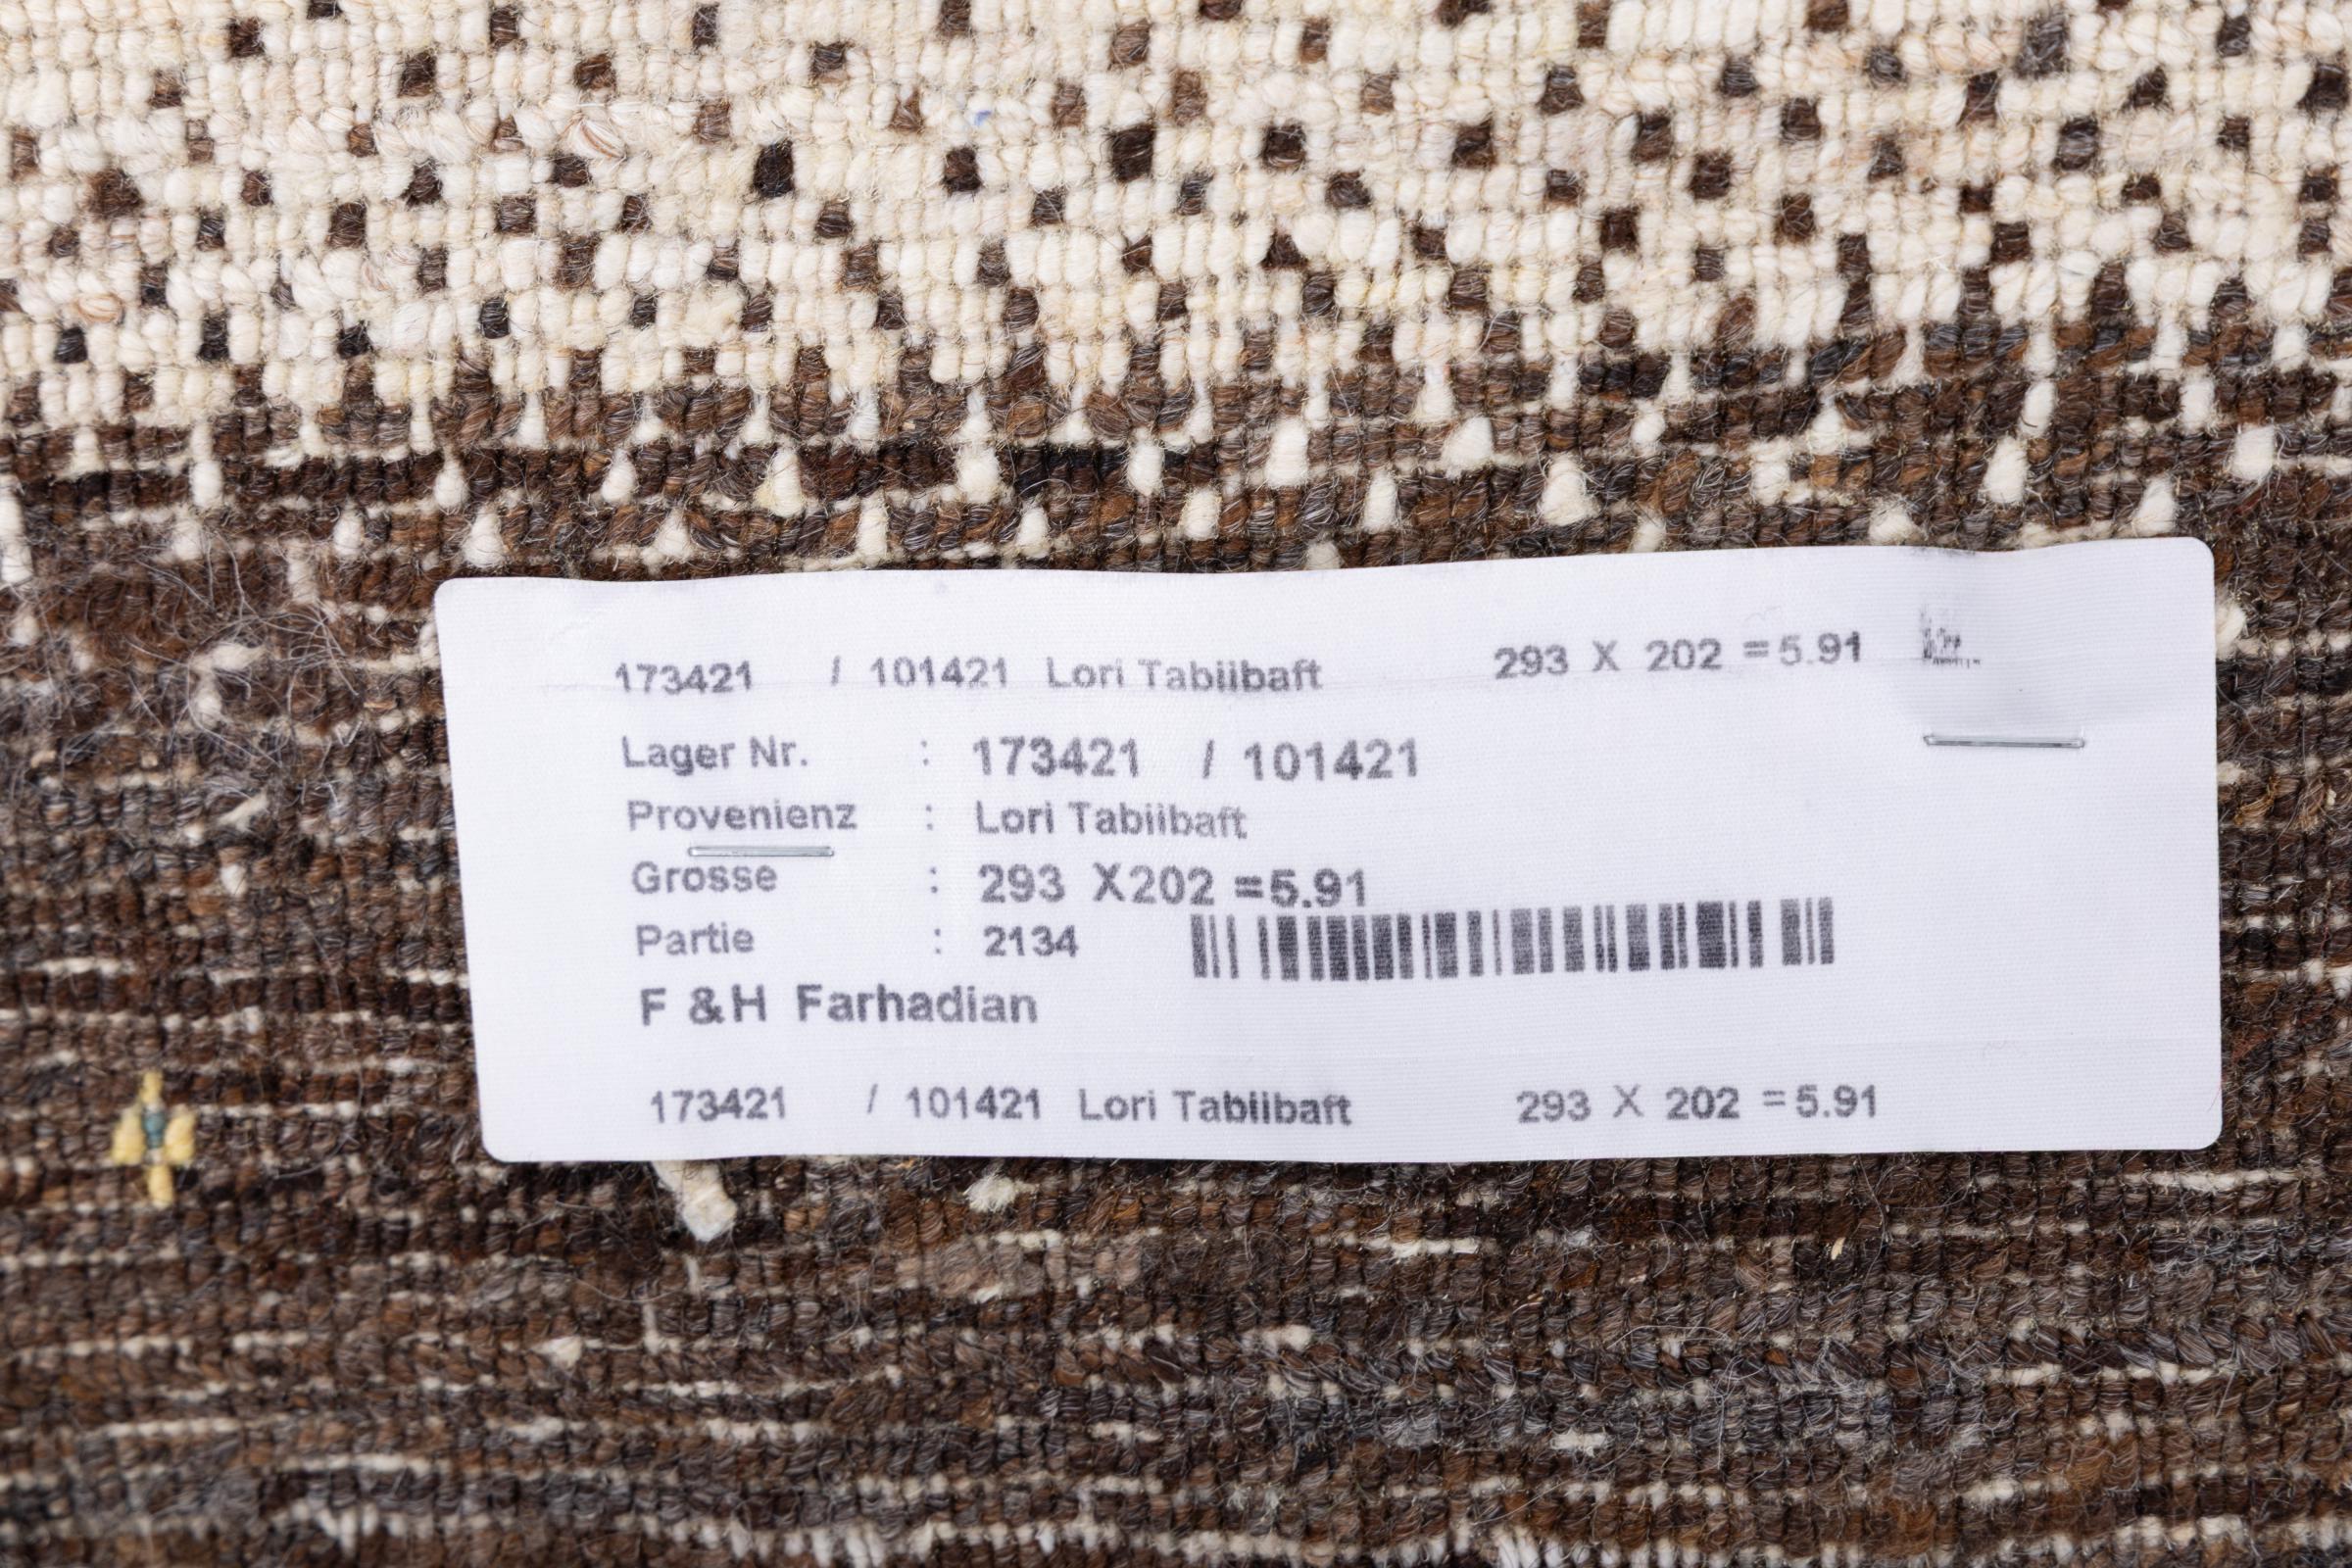 173421 / 101421 Lori Tabiibaft 293 X 202 =5.91
Lager Nr. : 173421 / 101421
Provenienz : Lori Tabiibaft
Grosse : 293 X202 =5.91
Partie : 2134
F &H Farhadian
173421 / 101421 Lori Tabiibaft 293 X 202 =5.91